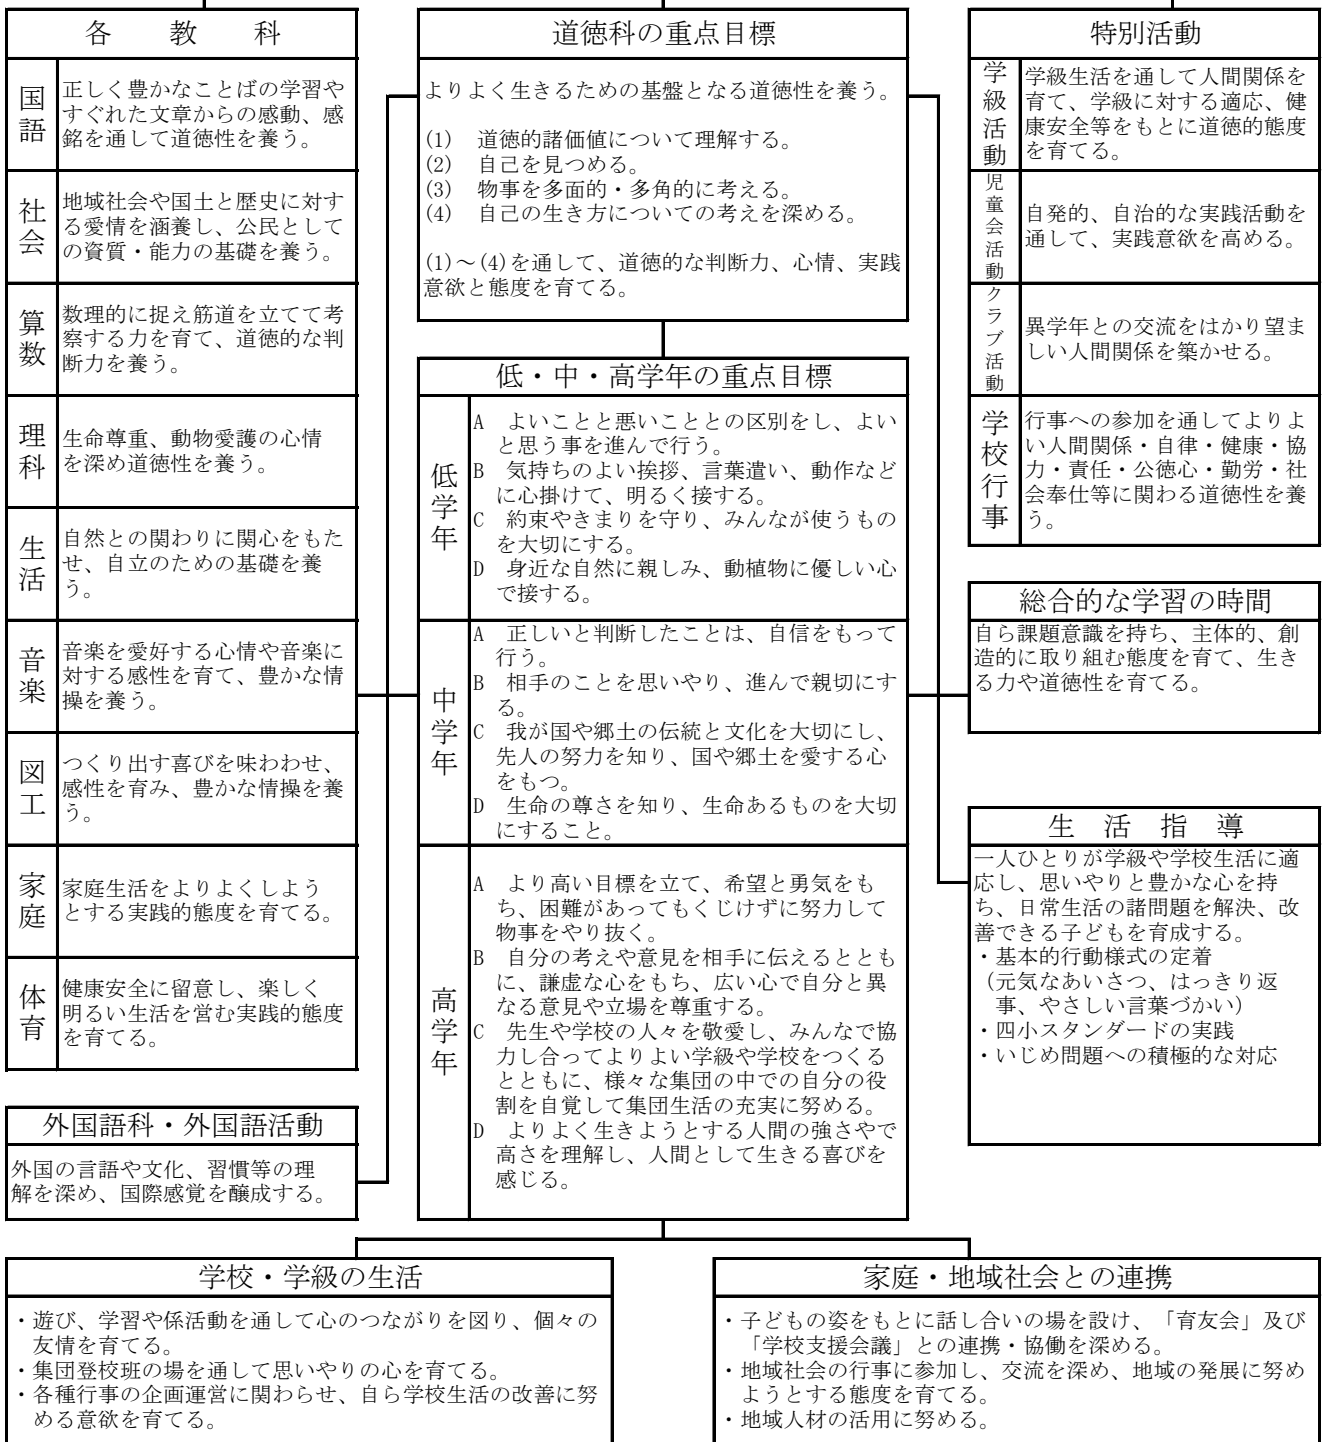 各　教　科
国語
正しく豊かなことばの学習や
すぐれた文章からの感動、感
銘を通して道徳性を養う。
社会
地域社会や国土と歴史に対す
る愛情を涵養し、公民として
の資質・能力の基礎を養う。
算数
数理的に捉え筋道を立てて考
察する力を育て、道徳的な判
断力を養う。
理科
生命尊重、動物愛護の心情
を深め道徳性を養う。
生活
自然との関わりに関心をもた
せ、自立のための基礎を養
う。
音楽
音楽を愛好する心情や音楽に
対する感性を育て、豊かな情
操を養う。
図工
つくり出す喜びを味わわせ、
感性を育み、豊かな情操を養
う。
家庭
家庭生活をよりよくしよう
とする実践的態度を育てる。
体育
健康安全に留意し、楽しく
明るい生活を営む実践的態度
を育てる。
外国語科・外国語活動
外国の言語や文化、習慣等の理
解を深め、国際感覚を醸成する。
道徳科の重点目標
よりよく生きるための基盤となる道徳性を養う。
(1)　道徳的諸価値について理解する。
(2)　自己を見つめる。
(3)　物事を多面的・多角的に考える。
(4)　自己の生き方についての考えを深める。
(1)～(4)を通して、道徳的な判断力、心情、実践
意欲と態度を育てる。
低・中・高学年の重点目標
低学年
A　よいことと悪いこととの区別をし、よい
と思う事を進んで行う。
B　気持ちのよい挨拶、言葉遣い、動作など
に心掛けて、明るく接する。
C　約束やきまりを守り、みんなが使うもの
を大切にする。
D　身近な自然に親しみ、動植物に優しい心
で接する。
中学年
A　正しいと判断したことは、自信をもって
行う。
B　相手のことを思いやり、進んで親切にす
る。
C　我が国や郷土の伝統と文化を大切にし、
先人の努力を知り、国や郷土を愛する心
をもつ。
D　生命の尊さを知り、生命あるものを大切
にすること。
高学年
A　より高い目標を立て、希望と勇気をも
ち、困難があってもくじけずに努力して
物事をやり抜く。
B　自分の考えや意見を相手に伝えるととも
に、謙虚な心をもち、広い心で自分と異
なる意見や立場を尊重する。
C　先生や学校の人々を敬愛し、みんなで協
力し合ってよりよい学級や学校をつくる
とともに、様々な集団の中での自分の役
割を自覚して集団生活の充実に努める。
D　よりよく生きようとする人間の強さやで
高さを理解し、人間として生きる喜びを
感じる。
特別活動
学級活動
学級生活を通して人間関係を
育て、学級に対する適応、健
康安全等をもとに道徳的態度
を育てる。
児童会活動
自発的、自治的な実践活動を
通して、実践意欲を高める。
クラブ活動
異学年との交流をはかり望ま
しい人間関係を築かせる。
学校行事
行事への参加を通してよりよ
い人間関係・自律・健康・協
力・責任・公徳心・勤労・社
会奉仕等に関わる道徳性を養
う。
総合的な学習の時間
自ら課題意識を持ち、主体的、創
造的に取り組む態度を育て、生き
る力や道徳性を育てる。
生　活　指　導
一人ひとりが学級や学校生活に適
応し、思いやりと豊かな心を持
ち、日常生活の諸問題を解決、改
善できる子どもを育成する。
・基本的行動様式の定着
（元気なあいさつ、はっきり返
事、やさしい言葉づかい）
・四小スタンダードの実践
・いじめ問題への積極的な対応
学校・学級の生活
・遊び、学習や係活動を通して心のつながりを図り、個々の
友情を育てる。
・集団登校班の場を通して思いやりの心を育てる。
・各種行事の企画運営に関わらせ、自ら学校生活の改善に努
める意欲を育てる。
家庭・地域社会との連携
・子どもの姿をもとに話し合いの場を設け、「育友会」及び
「学校支援会議」との連携・協働を深める。
・地域社会の行事に参加し、交流を深め、地域の発展に努め
ようとする態度を育てる。
・地域人材の活用に努める。